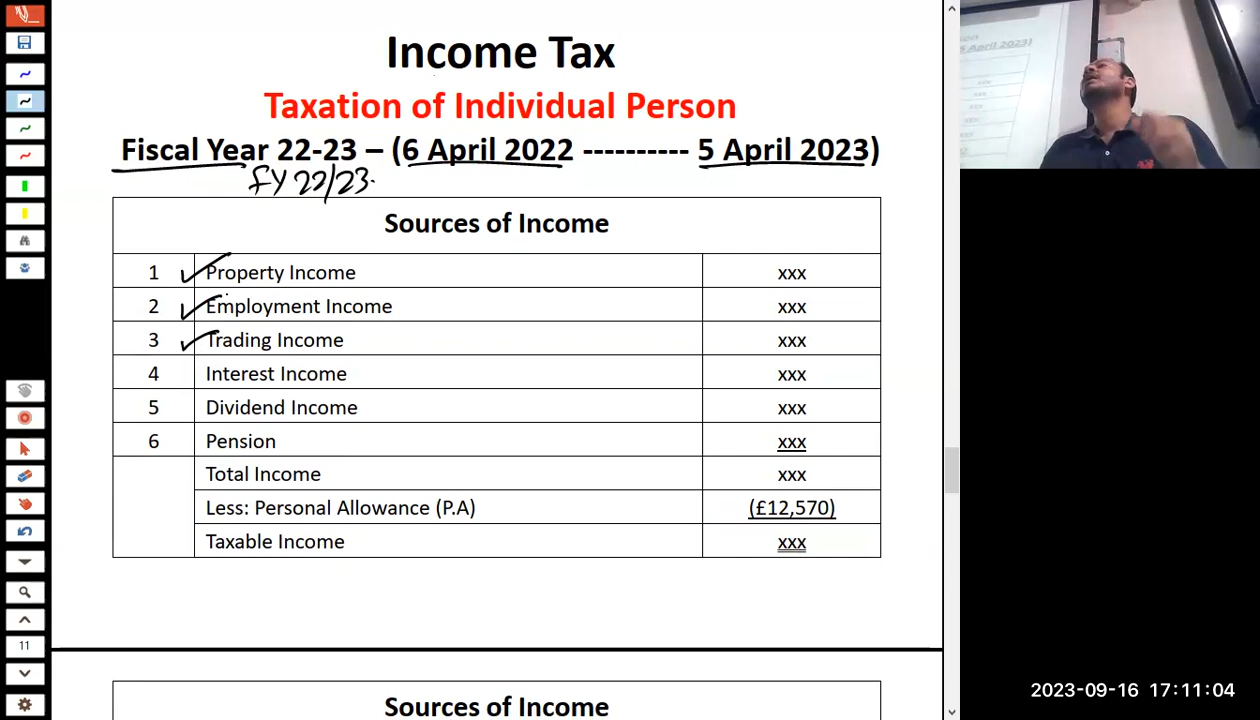 Income Tax
Taxation of Individual Person
Fiscal Year 22-23 – (6 April 2022 ---------- 5 April 2023)
FY 22/23.
Sources of Income
1 Property Income xxx
2 Employment Income xxx
3 Trading Income xxx
4 Interest Income xxx
5 Dividend Income xxx
6 Pension xxx
Total Income xxx
Less: Personal Allowance (P.A) (£12,570)
Taxable Income xxx
Sources of Income
11
2023-09-16 17:11:04